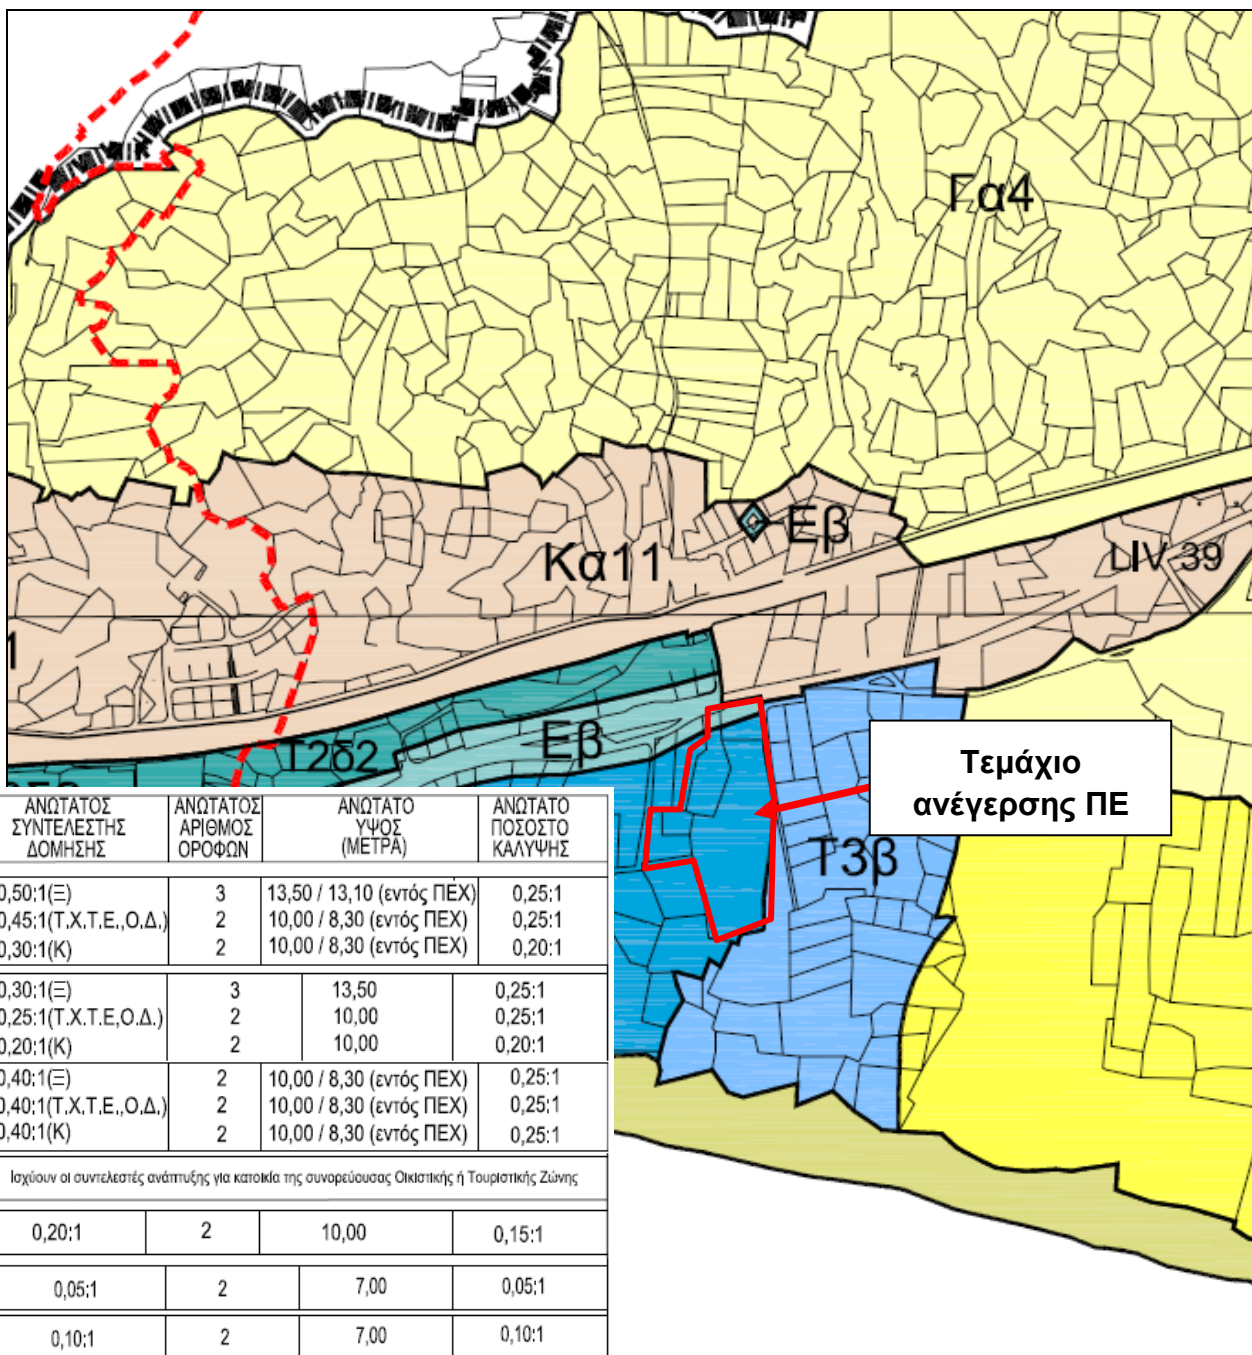 Γα4
Εβ
Κα11
LIV 39
1
Εβ
Τ2δ2
Τεμάχιο
ανέγερσης ΠΕ
Τ3β
ΑΝΩΤΑΤΟΣ ΣΥΝΤΕΛΕΣΤΗΣ ΔΟΜΗΣΗΣ ΑΝΩΤΑΤΟΣ ΑΡΙΘΜΟΣ ΟΡΟΦΩΝ ΑΝΩΤΑΤΟ ΥΨΟΣ (ΜΕΤΡΑ) ΑΝΩΤΑΤΟ ΠΟΣΟΣΤΟ ΚΑΛΥΨΗΣ
0,50:1(Ξ) 3 13,50 / 13,10 (εντός ΠΕΧ) 0,25:1
0,45:1(Τ.Χ.Τ.Ε.,Ο.Δ.) 2 10,00 / 8,30 (εντός ΠΕΧ) 0,25:1
0,30:1(Κ) 2 10,00 / 8,30 (εντός ΠΕΧ) 0,20:1
0,30:1(Ξ) 3 13,50 0,25:1
0,25:1(Τ.Χ.Τ.Ε,Ο.Δ.) 2 10,00 0,25:1
0,20:1(Κ) 2 10,00 0,20:1
0,40:1(Ξ) 2 10,00 / 8,30 (εντός ΠΕΧ) 0,25:1
0,40:1(Τ.Χ.Τ.Ε.,Ο.Δ.) 2 10,00 / 8,30 (εντός ΠΕΧ) 0,25:1
0,40:1(Κ) 2 10,00 / 8,30 (εντός ΠΕΧ) 0,25:1
Ισχύουν οι συντελεστές ανάπτυξης για κατοικία της συνορεύουσας Οικιστικής ή Τουριστικής Ζώνης
0,20:1 2 10,00 0,15:1
0,05:1 2 7,00 0,05:1
0,10:1 2 7,00 0,10:1